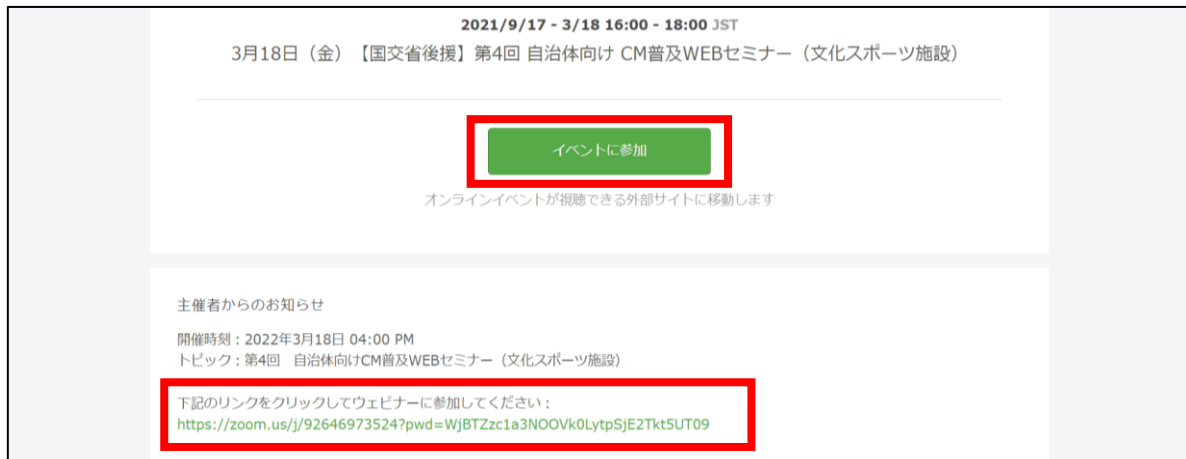 2021/9/17 - 3/18 16:00 - 18:00 JST
3月18日（金）【国交省後援】第4回 自治体向け CM普及WEBセミナー（文化スポーツ施設）
イベントに参加
オンラインイベントが視聴できる外部サイトに移動します
主催者からのお知らせ
開催時刻：2022年3月18日 04:00 PM
トピック：第4回　自治体向けCM普及WEBセミナー（文化スポーツ施設）
下記のリンクをクリックしてウェビナーに参加してください：
https://zoom.us/j/92646973524?pwd=WjBTZzc1a3NOOVk0LytpSjE2Tkt5UT09